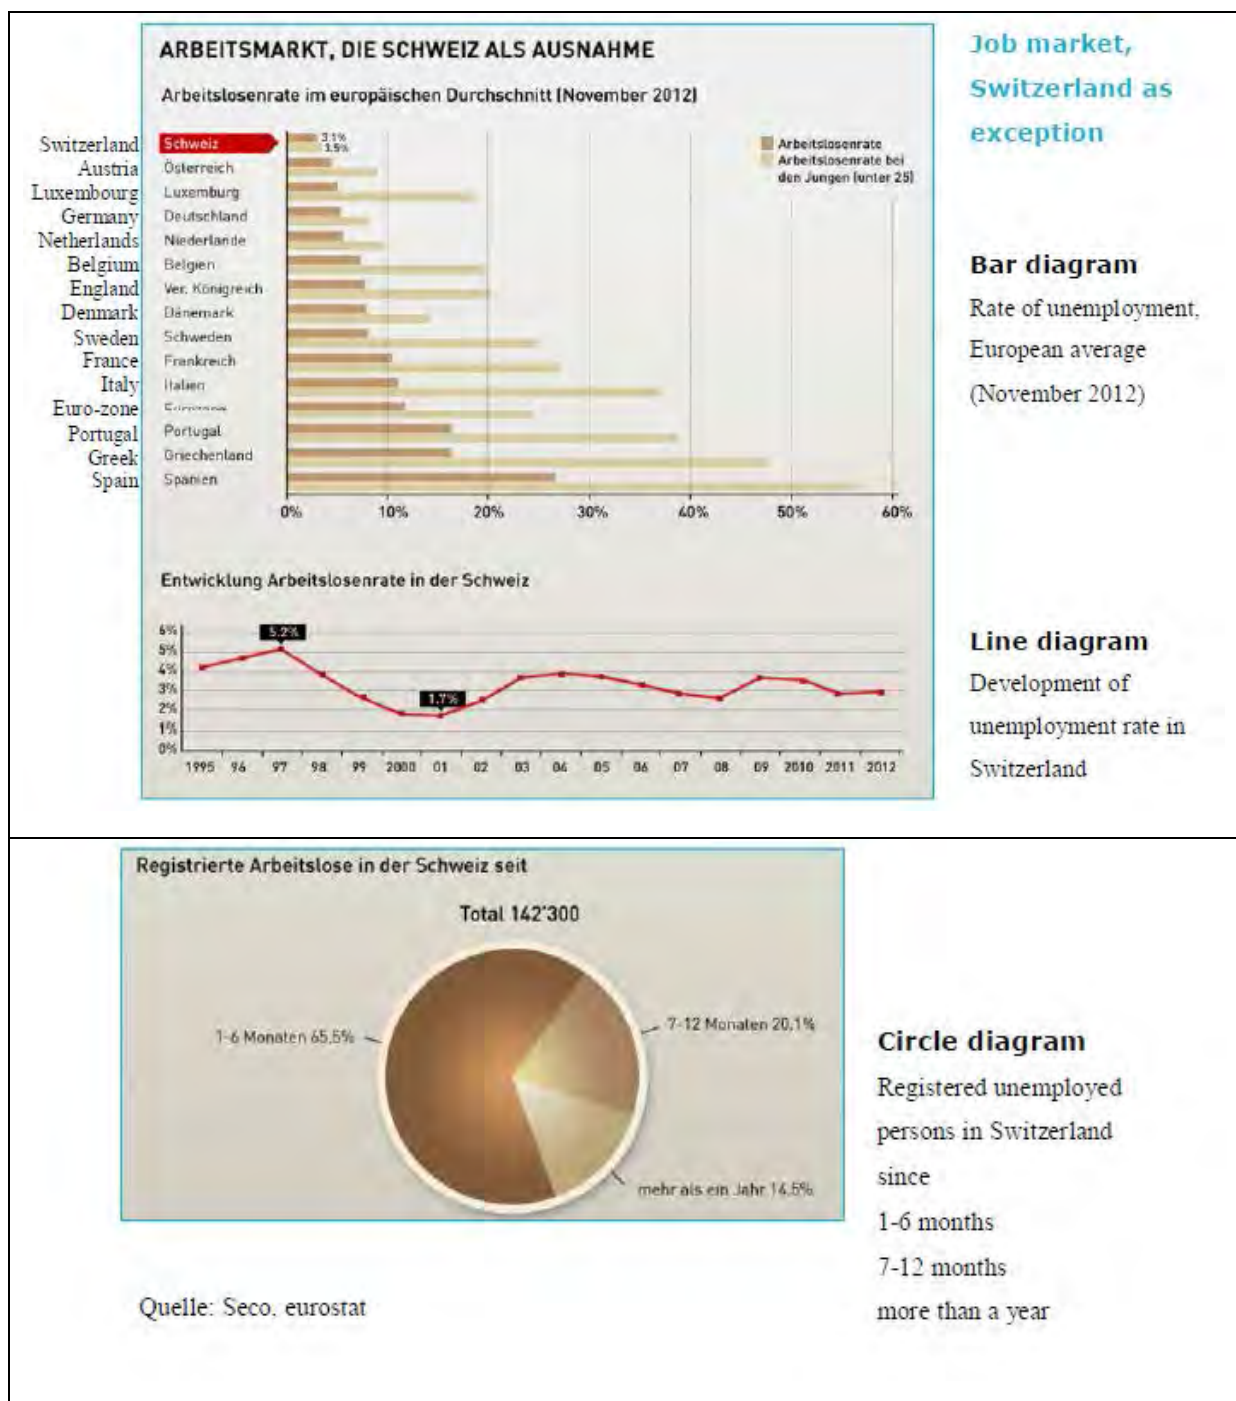 ARBEITSMARKT, DIE SCHWEIZ ALS AUSNAHME
Arbeitslosenrate im europäischen Durchschnitt (November 2012)
Job market,
Switzerland as
exception
Arbeitslosenrate
Arbeitslosenrate bei
den Jungen (unter 25)
Switzerland Schweiz 3.1%
3.5%
Austria Österreich
Luxembourg Luxemburg
Germany Deutschland
Netherlands Niederlande
Belgium Belgien
England Ver. Königreich
Denmark Dänemark
Sweden Schweden
France Frankreich
Italy Italien
Euro-zone
Portugal Portugal
Greek Griechenland
Spain Spanien
0% 10% 20% 30% 40% 50% 60%
Bar diagram
Rate of unemployment,
European average
(November 2012)
Entwicklung Arbeitslosenrate in der Schweiz
6%
5%
4%
3%
2%
1%
0%
5.2%
1.7%
1995 96 97 98 99 2000 01 02 03 04 05 06 07 08 09 2010 2011 2012
Line diagram
Development of
unemployment rate in
Switzerland
Registrierte Arbeitslose in der Schweiz seit
Total 142'300
1-6 Monaten 65,5%
7-12 Monaten 20,1%
mehr als ein Jahr 14.5%
Circle diagram
Registered unemployed
persons in Switzerland
since
1-6 months
7-12 months
more than a year
Quelle: Seco, eurostat